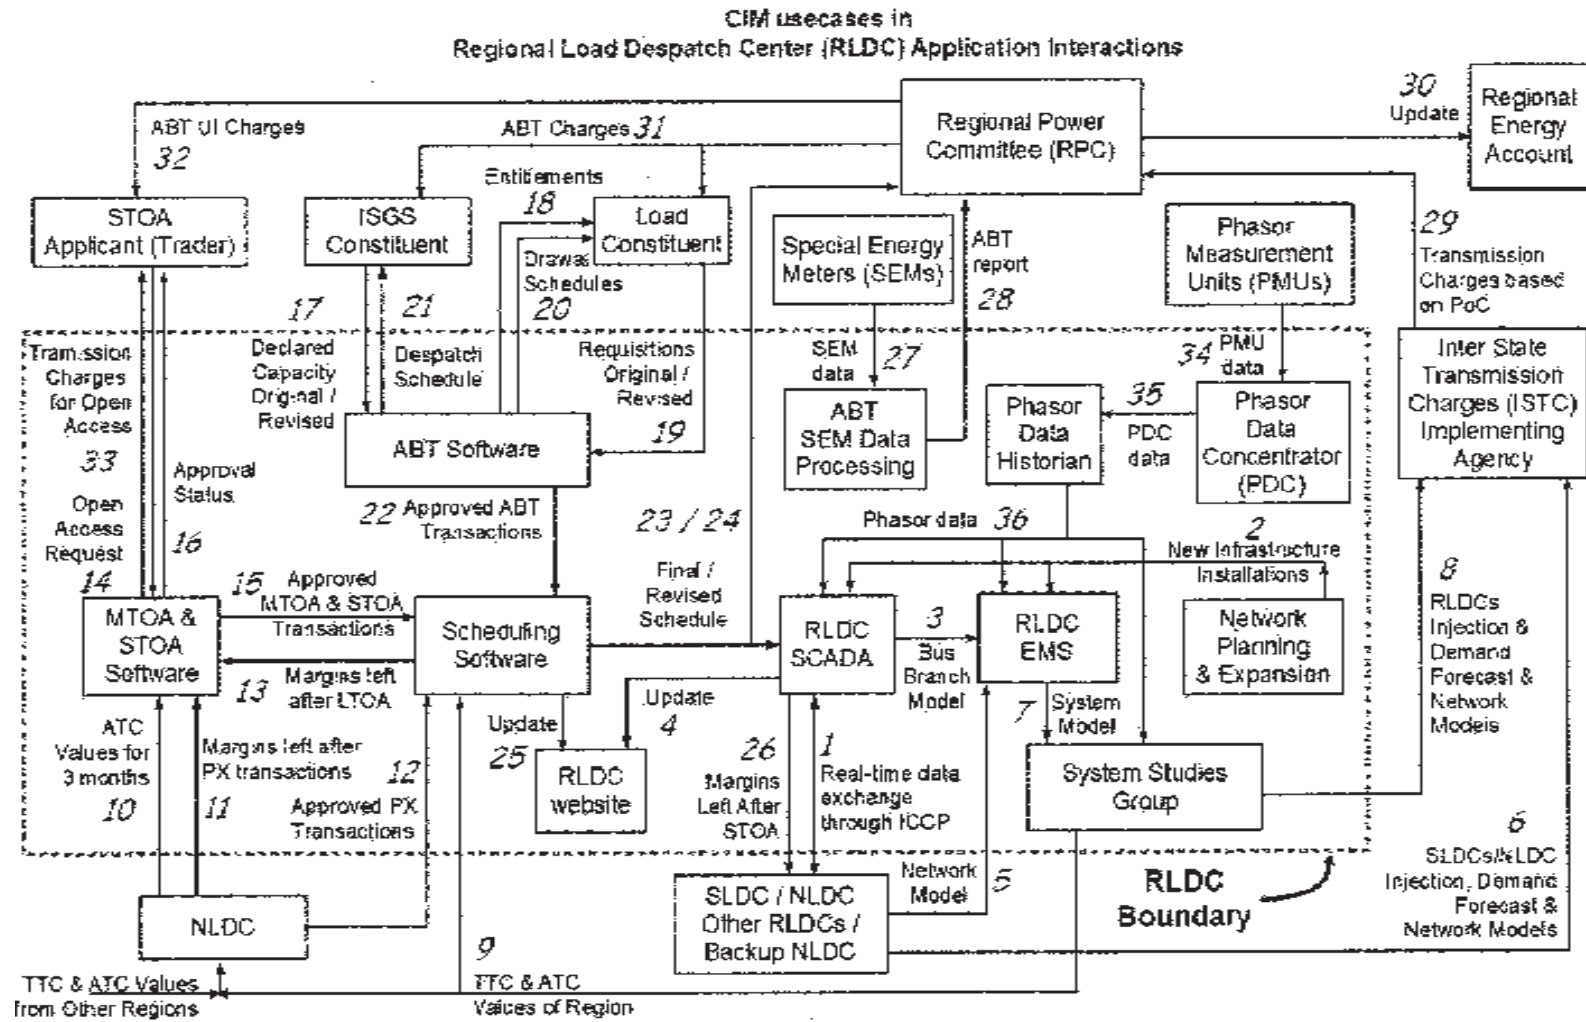 CIM usecases in
Regional Load Despatch Center (RLDC) Application Interactions
30
Update
Regional
Energy
Account
Regional Power
Committee (RPC)
ABT UI Charges
32
ABT Charges 31
Entitlements
18
STOA
Applicant (Trader)
ISGS
Constituent
Load
Constituent
Drawal
Schedules
20
Special Energy
Meters (SEMs)
ABT
report
28
Phasor
Measurement
Units (PMUs)
29
Transmission
Charges based
on PoC
17
21
Tramission
Charges
for Open
Access
33
Declared
Capacity
Original /
Revised
Despatch
Schedule
Requisitions
Original /
Revised
19
SEM
data
27
34
PMU
data
35
PDC
data
Inter State
Transmission
Charges (ISTC)
Implementing
Agency
ABT Software
ABT
SEM Data
Processing
Phasor
Data
Historian
Phasor
Data
Concentrator
(PDC)
Approval
Status
16
Open
Access
Request
14
22 Approved ABT
Transactions
23 / 24
Phasor data 36
2
New Infrastructure
Installations
15 Approved
MTOA & STOA
Transactions
Final /
Revised
Schedule
MTOA &
STOA
Software
Scheduling
Software
RLDC
SCADA
3
Bus
Branch
Model
RLDC
EMS
Network
Planning
& Expansion
8
RLDCs
Injection &
Demand
Forecast &
Network
Models
13 Margins left
after LTOA
ATC
Values for
3 months
10
Margins left after
PX transactions
11
12
Approved PX
Transactions
Update
25
Update
4
RLDC
website
26
Margins
Left After
STOA
1
Real-time data
exchange
through ICCP
7 System
Model
System Studies
Group
6
SLDCs/NLDC
Injection, Demand
Forecast &
Network Models
RLDC
Boundary
NLDC
SLDC / NLDC
Other RLDCs /
Backup NLDC
Network
Model
5
9
TTC & ATC Values
from Other Regions
TTC & ATC
Values of Region